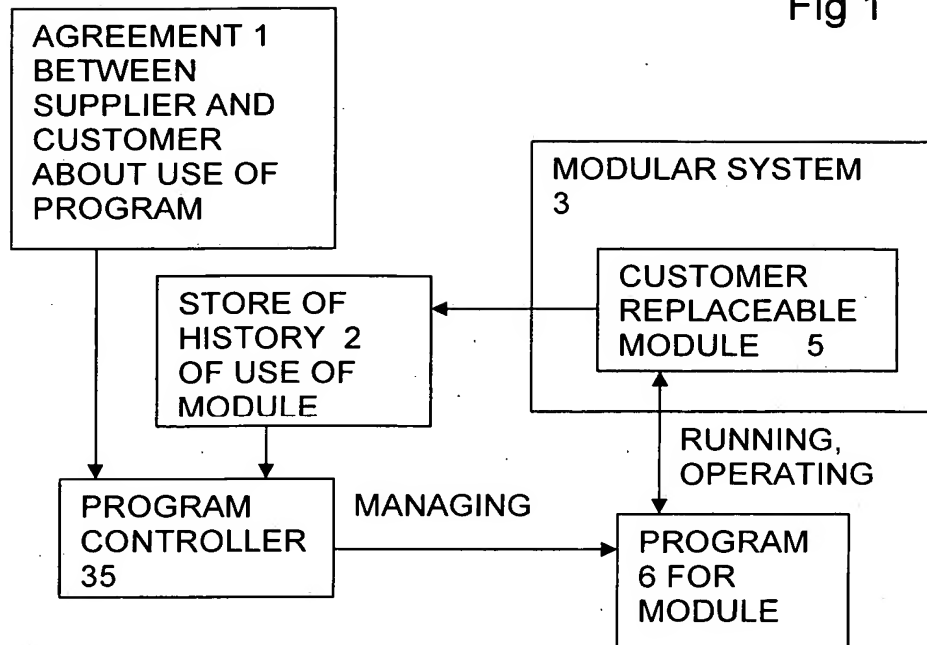 Fig 1
AGREEMENT 1
BETWEEN
SUPPLIER AND
CUSTOMER
ABOUT USE OF
PROGRAM
MODULAR SYSTEM
3
CUSTOMER
REPLACEABLE
MODULE 5
STORE OF
HISTORY 2
OF USE OF
MODULE
RUNNING,
OPERATING
PROGRAM
CONTROLLER
35
MANAGING
PROGRAM
6 FOR
MODULE